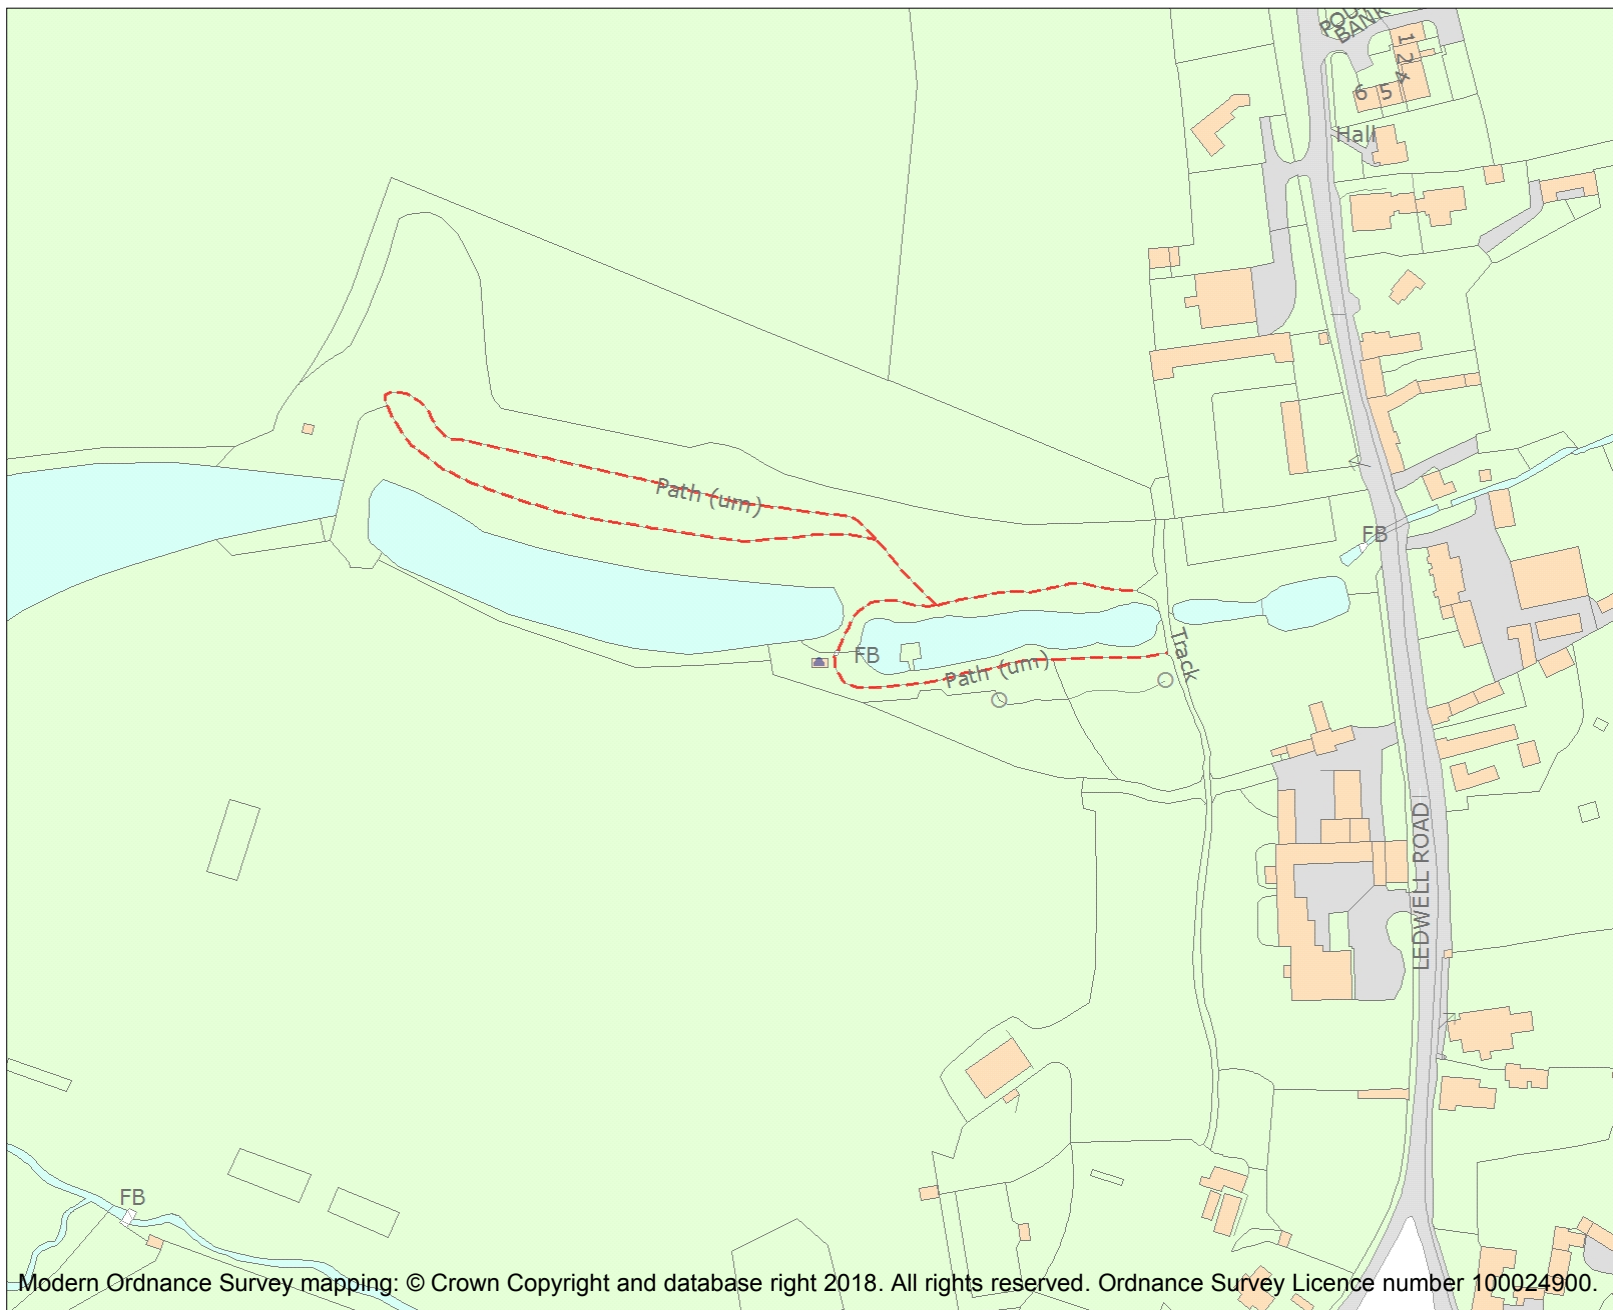 BANK
1
2
4
6 5
Hall
Path (um)
FB
Path (um)
FB
Track
LEDWELL ROAD
FB
Modern Ordnance Survey mapping: © Crown Copyright and database right 2018. All rights reserved. Ordnance Survey Licence number 100024900.